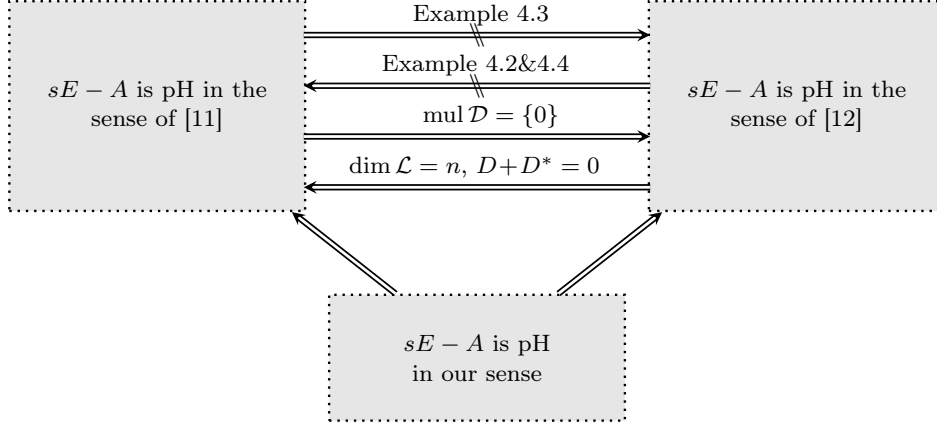 Example 4.3
Example 4.2&4.4
sE − A is pH in the
sense of [11]
mul 𝒟 = {0}
dim ℒ = n, D+D* = 0
sE − A is pH in the
sense of [12]
sE − A is pH
in our sense